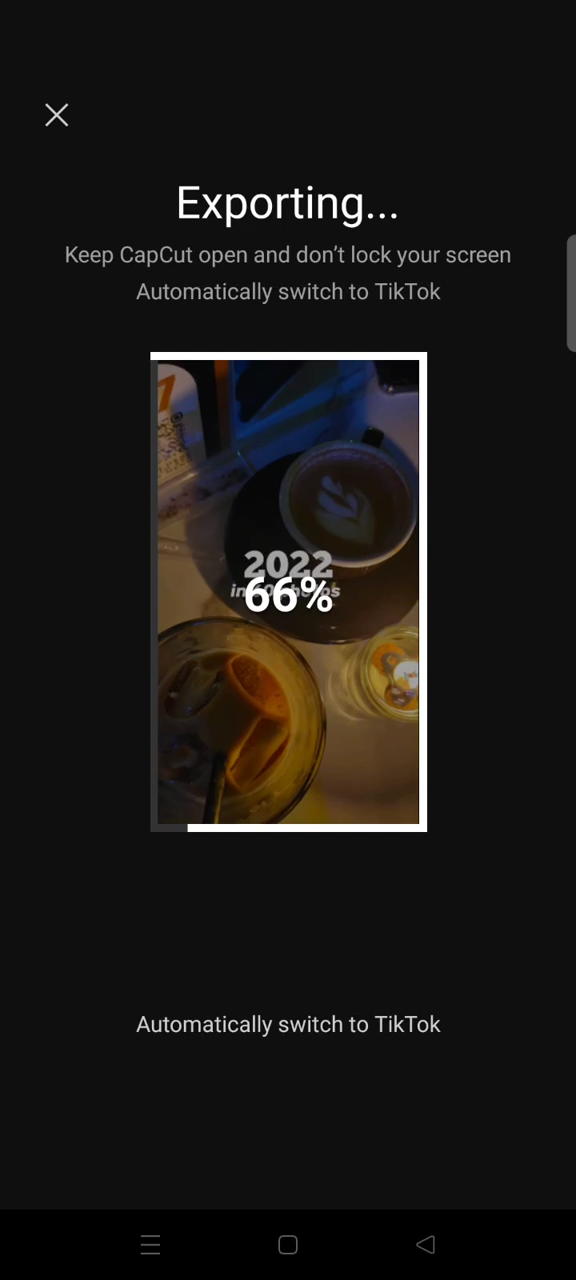 Exporting...
Keep CapCut open and don't lock your screen
Automatically switch to TikTok
2022
66%
Automatically switch to TikTok